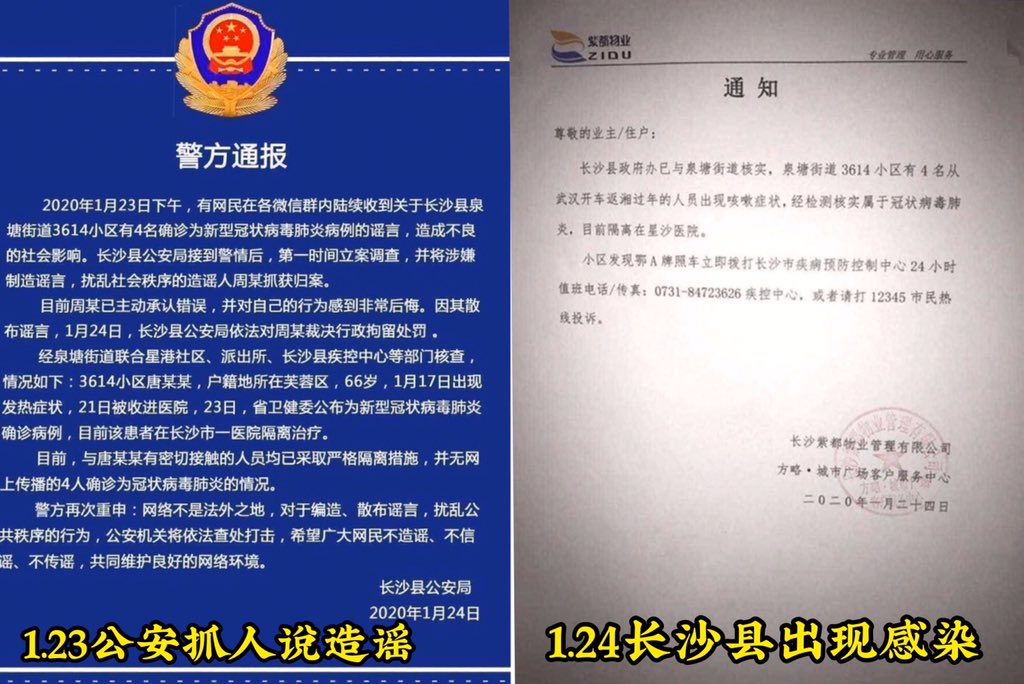 警方通报
2020年1月23日下午，有网民在各微信群内陆续收到关于长沙县泉
塘街道3614小区有4名确诊为新型冠状病毒肺炎病例的谣言，造成不良
的社会影响。长沙县公安局接到警情后，第一时间立案调查，并将涉嫌
制造谣言，扰乱社会秩序的造谣人周某抓获归案。
目前周某已主动承认错误，并对自己的行为感到非常后悔。因其散
布谣言，1月24日，长沙县公安局依法对周某裁决行政拘留处罚 。
经泉塘街道联合星港社区、派出所、长沙县疾控中心等部门核查，
情况如下：3614小区唐某某，户籍地所在芙蓉区，66岁，1月17日出现
发热症状，21日被收进医院，23日，省卫健委公布为新型冠状病毒肺炎
确诊病例，目前该患者在长沙市一医院隔离治疗。
目前，与唐某某有密切接触的人员均已采取严格隔离措施，并无网
上传播的4人确诊为冠状病毒肺炎的情况。
警方再次重申：网络不是法外之地，对于编造、散布谣言，扰乱公
共秩序的行为，公安机关将依法查处打击，希望广大网民不造谣、不信
谣、不传谣，共同维护良好的网络环境。
长沙县公安局
2020年1月24日
1.23公安抓人说造谣
紫都物业
ZIDU
专业管理 用心服务
通 知
尊敬的业主/住户：
长沙县政府办已与泉塘街道核实，泉塘街道 3614 小区有 4 名从
武汉开车返湘过年的人员出现咳嗽症状，经检测核实属于冠状病毒肺
炎，目前隔离在星沙医院。
小区发现鄂 A 牌照车立即拨打长沙市疾病预防控制中心 24 小时
值班电话/传真：0731-84723626 疾控中心，或者请打 12345 市民热
线投诉。
长沙紫都物业管理有限公司
方略·城市广场客户服务中心
二〇二〇年一月二十四日
1.24长沙县出现感染